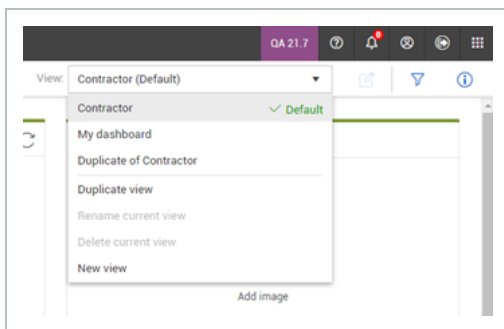 QA 21.7
View: Contractor (Default)
Contractor Default
My dashboard
Duplicate of Contractor
Duplicate view
Rename current view
Delete current view
New view
Add image